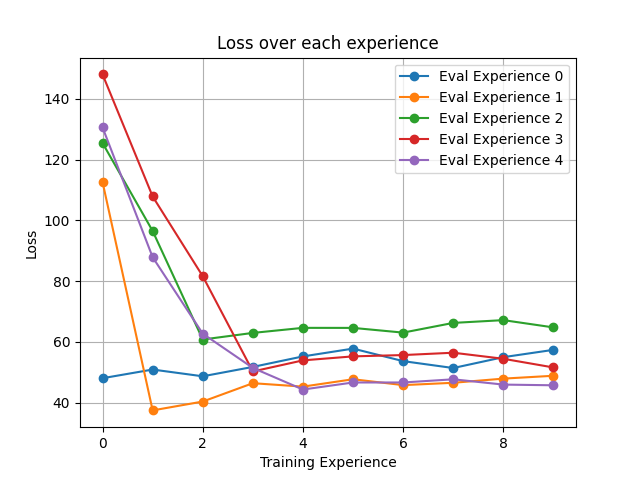 Loss over each experience
Eval Experience 0
Eval Experience 1
Eval Experience 2
Eval Experience 3
Eval Experience 4
Loss
140
120
100
80
60
40
0 2 4 6 8
Training Experience